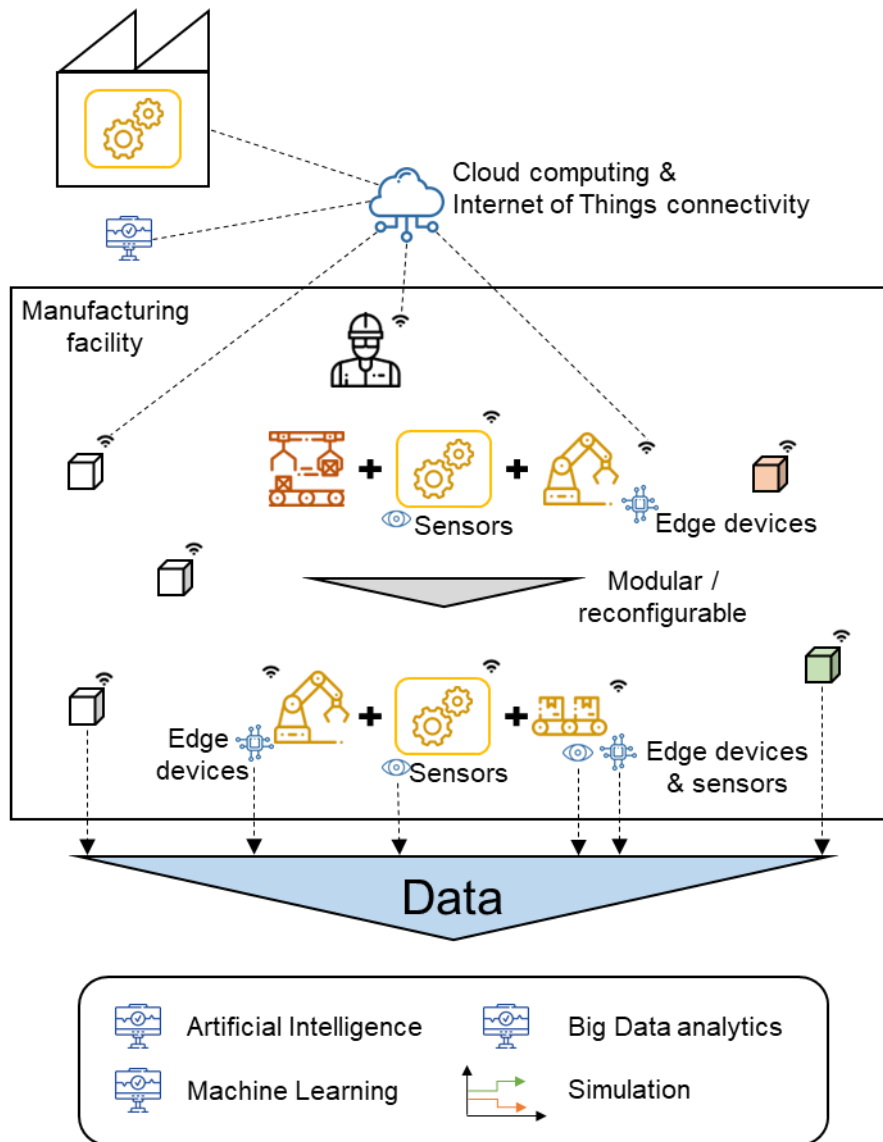 Cloud computing &
Internet of Things connectivity
Manufacturing
facility
Sensors
Edge devices
Modular /
reconfigurable
Edge
devices
Sensors
Edge devices
& sensors
Data
Artificial Intelligence
Big Data analytics
Machine Learning
Simulation